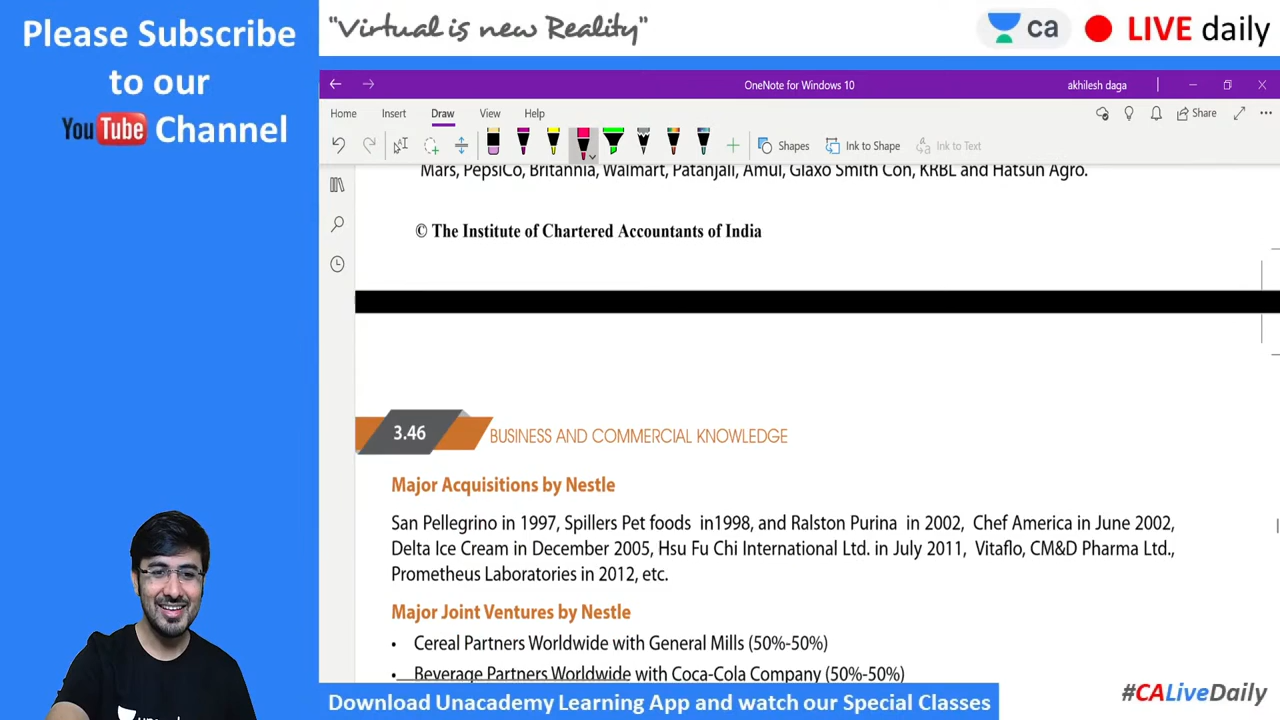 Please Subscribe
to our
YouTube Channel
"Virtual is new Reality"
ca
LIVE daily
OneNote for Windows 10
akhilesh daga
Home Insert Draw View Help
Shapes Ink to Shape Ink to Text
Share
Mars, PepsiCo, Britannia, Walmart, Patanjali, Amul, Glaxo Smith Con, KRBL and Hatsun Agro.
© The Institute of Chartered Accountants of India
3.46 BUSINESS AND COMMERCIAL KNOWLEDGE
Major Acquisitions by Nestle
San Pellegrino in 1997, Spillers Pet foods in1998, and Ralston Purina in 2002, Chef America in June 2002,
Delta Ice Cream in December 2005, Hsu Fu Chi International Ltd. in July 2011, Vitaflo, CM&D Pharma Ltd.,
Prometheus Laboratories in 2012, etc.
Major Joint Ventures by Nestle
• Cereal Partners Worldwide with General Mills (50%-50%)
• Beverage Partners Worldwide with Coca-Cola Company (50%-50%)
Download Unacademy Learning App and watch our Special Classes
#CALiveDaily